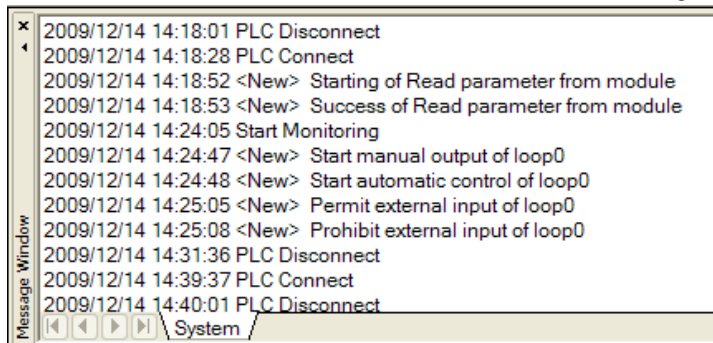 2009/12/14 14:18:01 PLC Disconnect
2009/12/14 14:18:28 PLC Connect
2009/12/14 14:18:52 <New>  Starting of Read parameter from module
2009/12/14 14:18:53 <New>  Success of Read parameter from module
2009/12/14 14:24:05 Start Monitoring
2009/12/14 14:24:47 <New>  Start manual output of loop0
2009/12/14 14:24:48 <New>  Start automatic control of loop0
2009/12/14 14:25:05 <New>  Permit external input of loop0
2009/12/14 14:25:08 <New>  Prohibit external input of loop0
2009/12/14 14:31:36 PLC Disconnect
2009/12/14 14:39:37 PLC Connect
2009/12/14 14:40:01 PLC Disconnect
System
Message Window